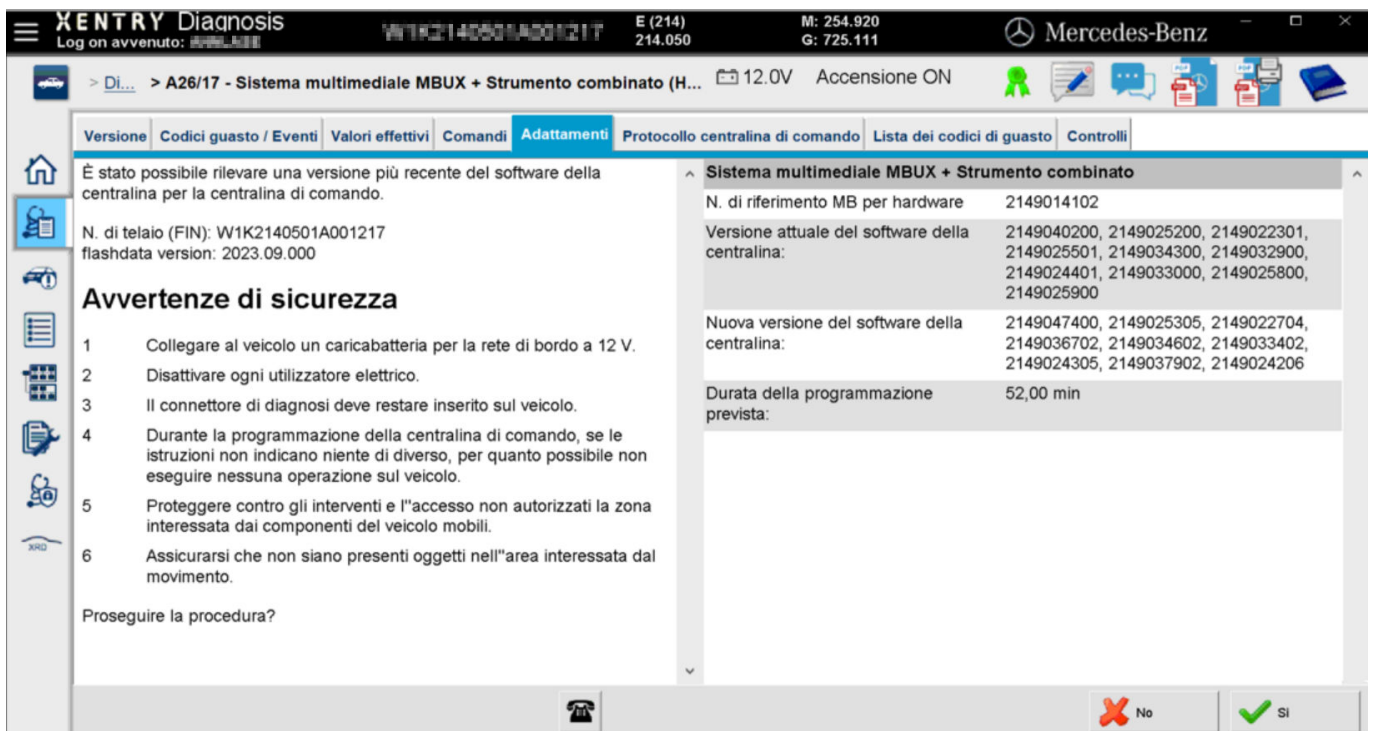 XENTRY Diagnosis
Log on avvenuto:
W1K2140501A001217
E (214)
214.050
M: 254.920
G: 725.111
Mercedes-Benz
> Di... > A26/17 - Sistema multimediale MBUX + Strumento combinato (H...
12.0V Accensione ON
Versione Codici guasto / Eventi Valori effettivi Comandi Adattamenti Protocollo centralina di comando Lista dei codici di guasto Controlli
È stato possibile rilevare una versione più recente del software della
centralina per la centralina di comando.
N. di telaio (FIN): W1K2140501A001217
flashdata version: 2023.09.000
Avvertenze di sicurezza
1 Collegare al veicolo un caricabatteria per la rete di bordo a 12 V.
2 Disattivare ogni utilizzatore elettrico.
3 Il connettore di diagnosi deve restare inserito sul veicolo.
4 Durante la programmazione della centralina di comando, se le
istruzioni non indicano niente di diverso, per quanto possibile non
eseguire nessuna operazione sul veicolo.
5 Proteggere contro gli interventi e l''accesso non autorizzati la zona
interessata dai componenti del veicolo mobili.
6 Assicurarsi che non siano presenti oggetti nell''area interessata dal
movimento.
Proseguire la procedura?
Sistema multimediale MBUX + Strumento combinato
N. di riferimento MB per hardware 2149014102
Versione attuale del software della 2149040200, 2149025200, 2149022301,
centralina: 2149025501, 2149034300, 2149032900,
2149024401, 2149033000, 2149025800,
2149025900
Nuova versione del software della 2149047400, 2149025305, 2149022704,
centralina: 2149036702, 2149034602, 2149033402,
2149024305, 2149037902, 2149024206
Durata della programmazione 52,00 min
prevista:
XRD
No
Si